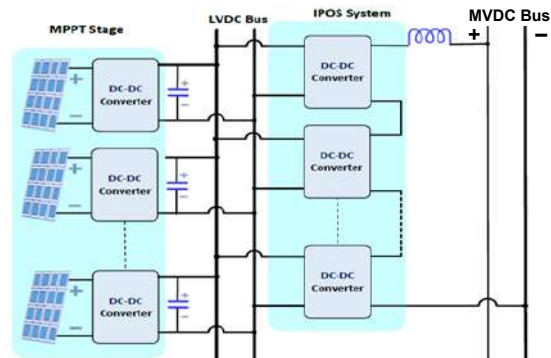 MPPT Stage
LVDC Bus
IPOS System
MVDC Bus
+ −
+
−
DC-DC
Converter
+
−
+
−
DC-DC
Converter
+
−
+
−
DC-DC
Converter
+
−
DC-DC
Converter
DC-DC
Converter
DC-DC
Converter